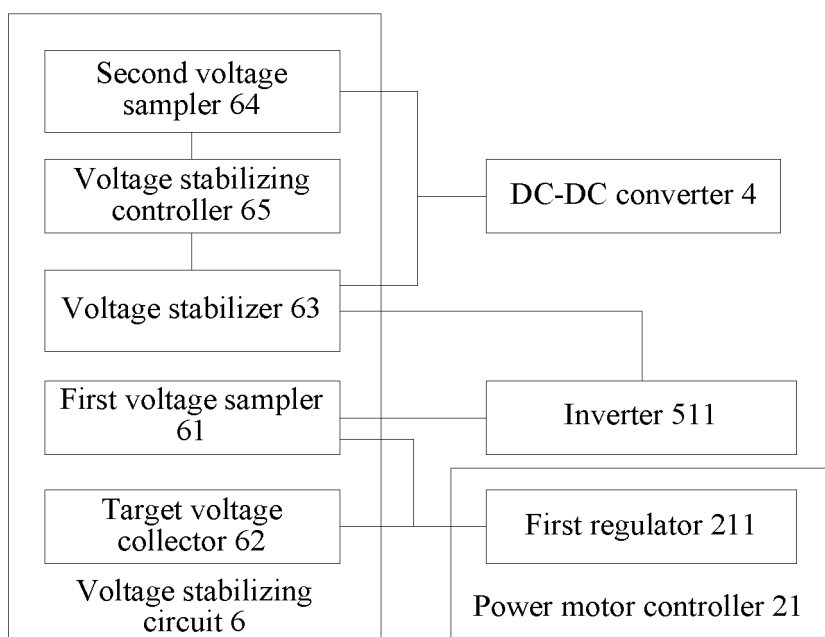 Second voltage
sampler 64
Voltage stabilizing
controller 65
DC-DC converter 4
Voltage stabilizer 63
First voltage sampler
61
Inverter 511
Target voltage
collector 62
First regulator 211
Voltage stabilizing
circuit 6
Power motor controller 21